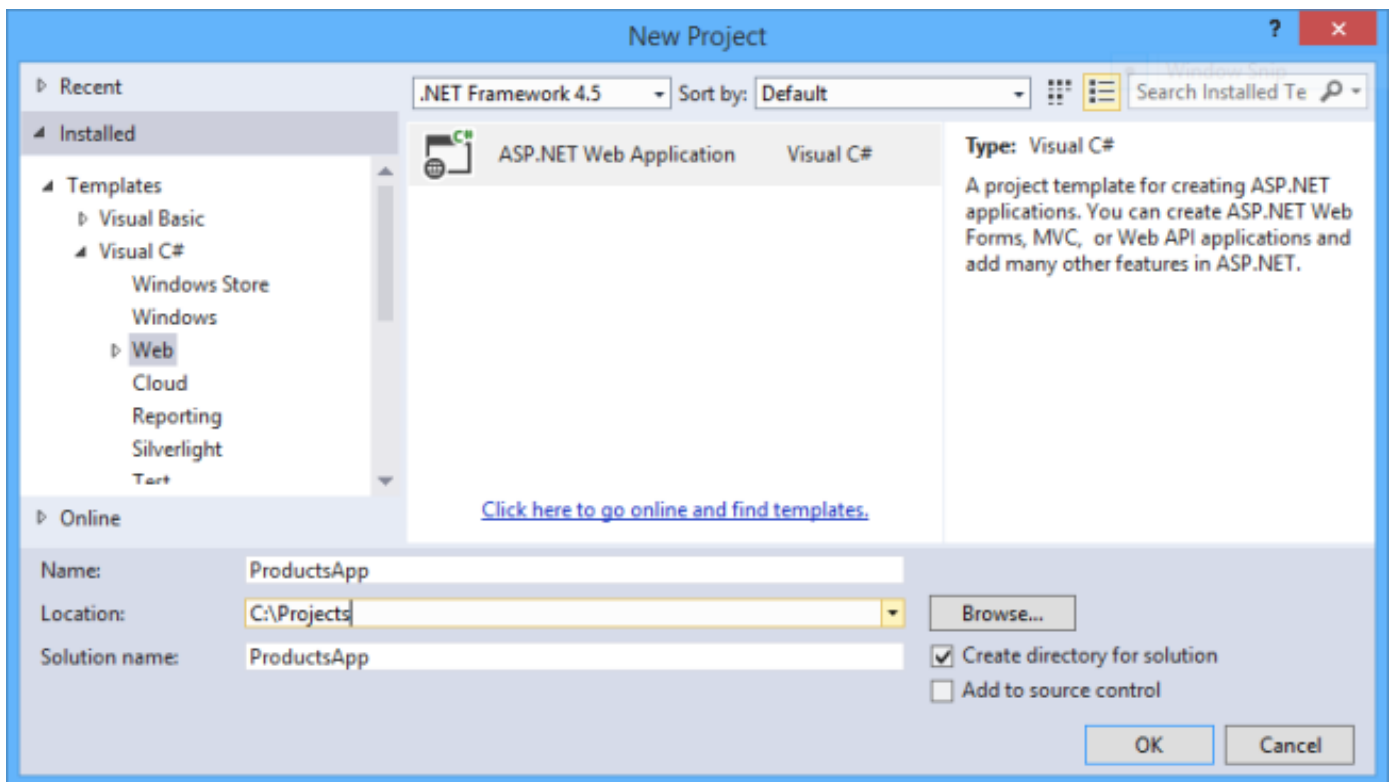 New Project
?
Window Snip
Recent
.NET Framework 4.5
Sort by: Default
Search Installed Te
Installed
Templates
Visual Basic
Visual C#
Windows Store
Windows
Web
Cloud
Reporting
Silverlight
Test
Online
C#
ASP.NET Web Application Visual C#
Click here to go online and find templates.
Type: Visual C#
A project template for creating ASP.NET
applications. You can create ASP.NET Web
Forms, MVC, or Web API applications and
add many other features in ASP.NET.
Name: ProductsApp
Location: C:\Projects
Browse...
Solution name: ProductsApp
Create directory for solution
Add to source control
OK
Cancel